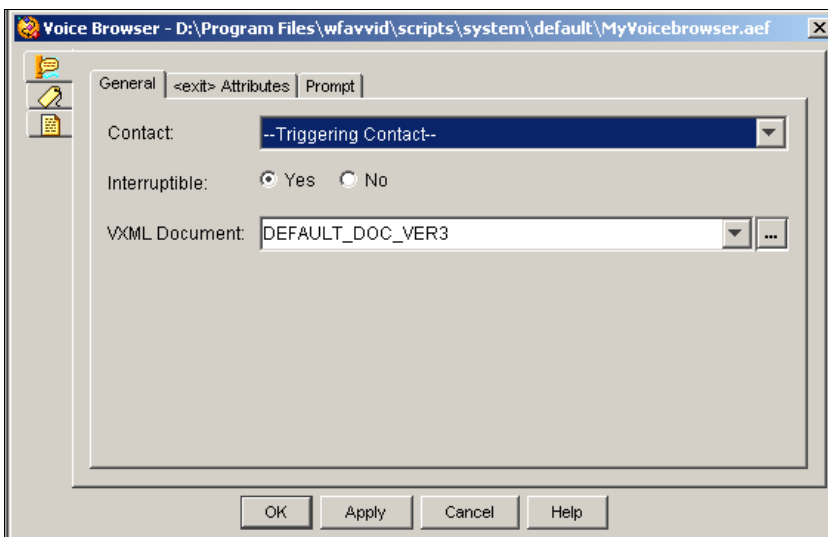 Voice Browser - D:\Program Files\wfavvid\scripts\system\default\MyVoicebrowser.aef
General <exit> Attributes Prompt
Contact: --Triggering Contact--
Interruptible: Yes No
VXML Document: DEFAULT_DOC_VER3 ...
OK Apply Cancel Help